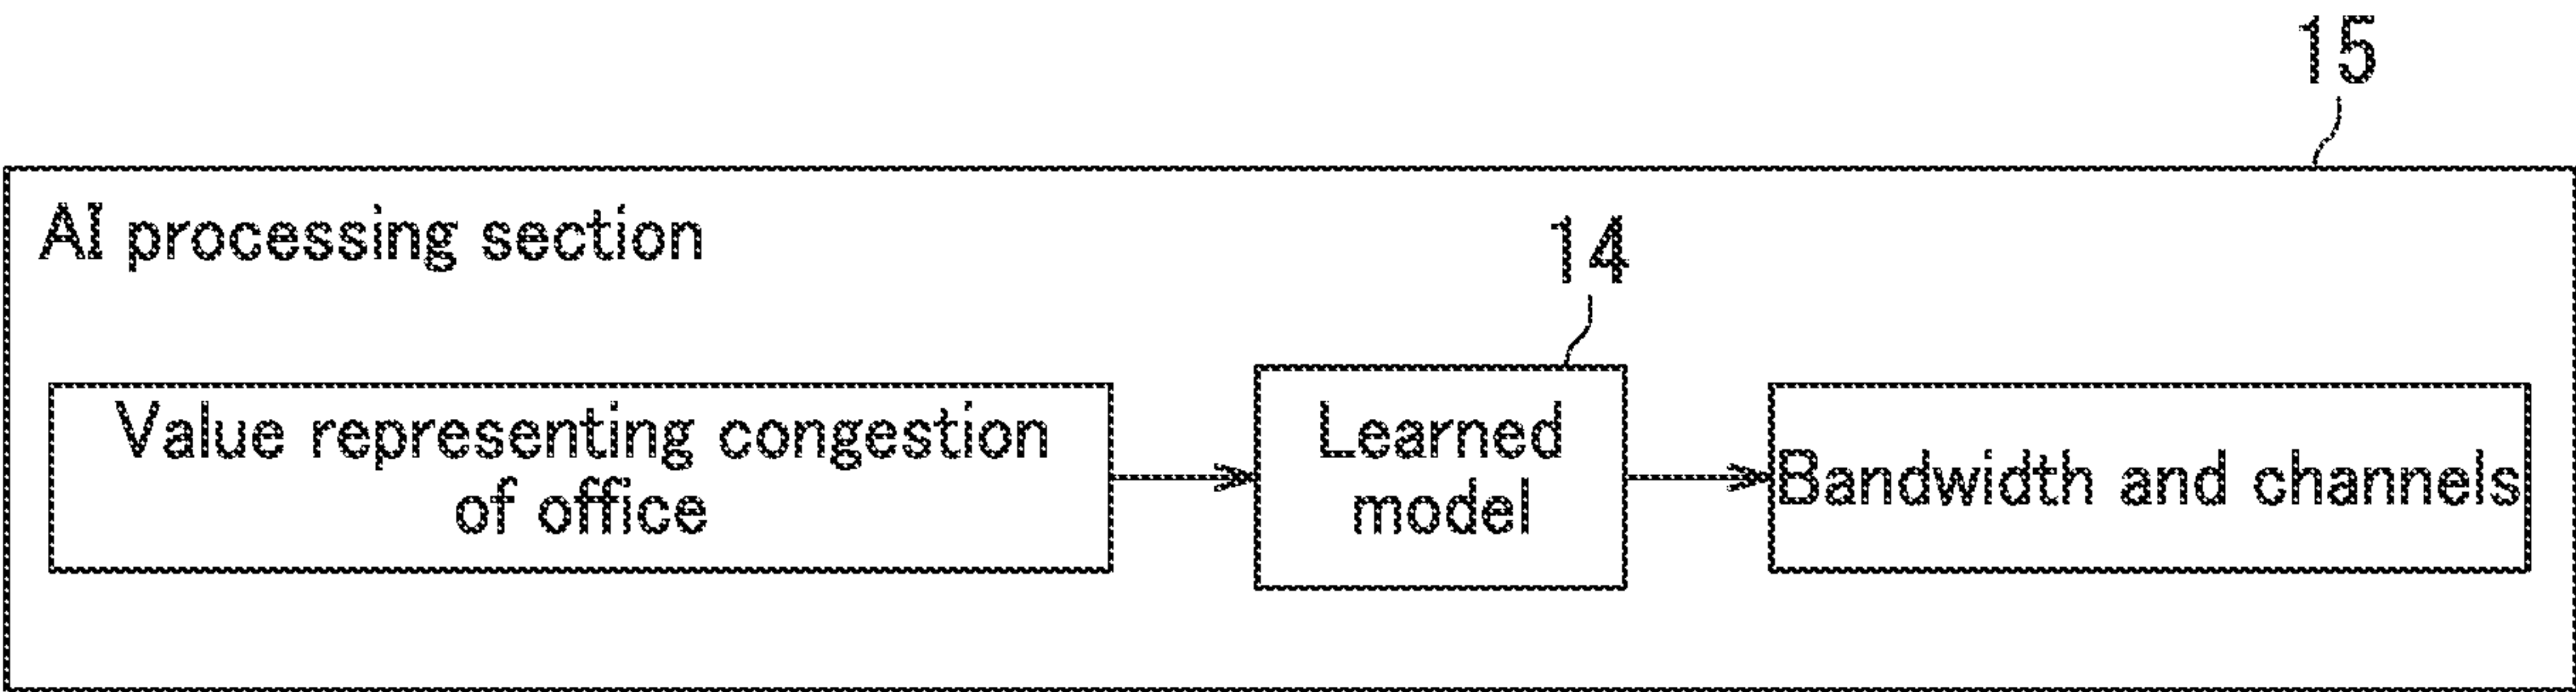 15
AI processing section
14
Value representing congestion
of office
Learned
model
Bandwidth and channels